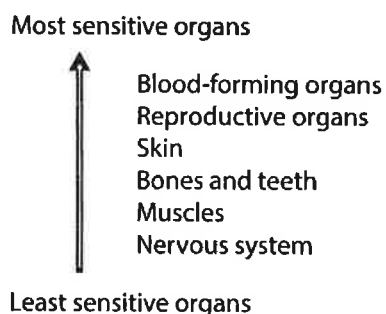 Most sensitive organs
Blood-forming organs
Reproductive organs
Skin
Bones and teeth
Muscles
Nervous system
Least sensitive organs